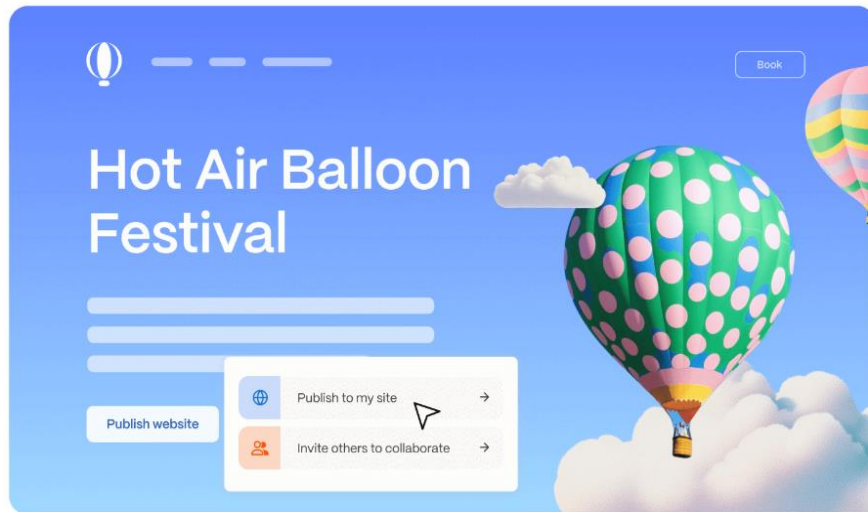 Book
Hot Air Balloon
Festival
Publish to my site
Publish website
Invite others to collaborate